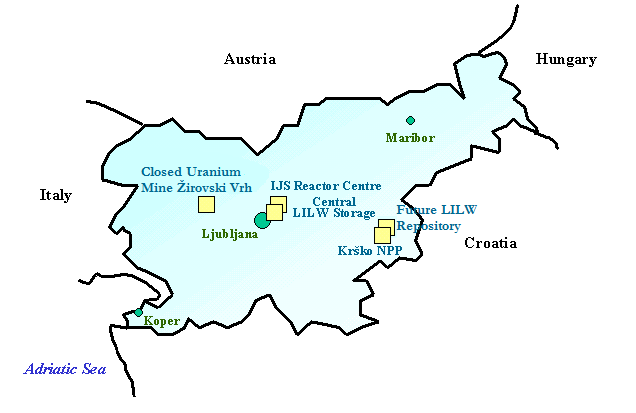 Austria
Hungary
Maribor
Closed Uranium
Mine Žirovski Vrh
IJS Reactor Centre
Central
LILW Storage
Italy
Future LILW
Repository
Ljubljana
Croatia
Krško NPP
Koper
Adriatic Sea